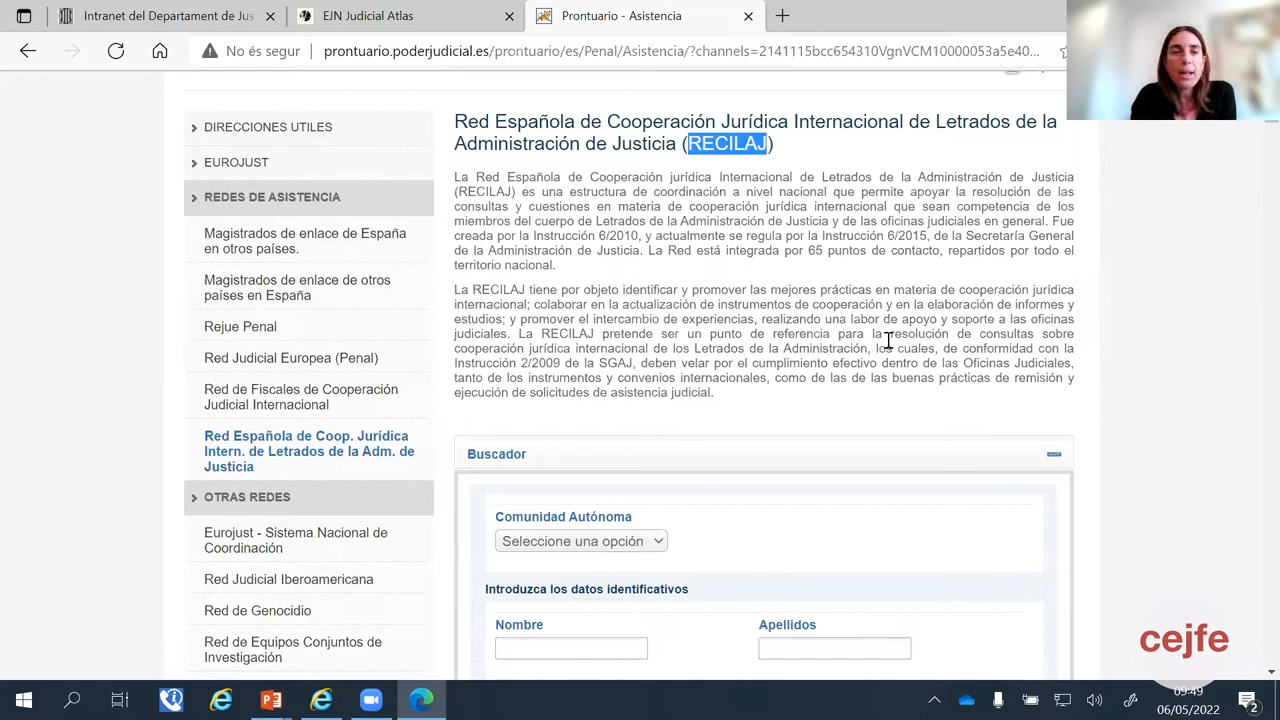 Intranet del Departament de Jus
EJN Judicial Atlas
Prontuario - Asistencia
No és segur
prontuario.poderjudicial.es/prontuario/es/Penal/Asistencia/?channels=2141115bcc654310VgnVCM10000053a5e40...
DIRECCIONES UTILES
EUROJUST
REDES DE ASISTENCIA
Magistrados de enlace de España
en otros países.
Magistrados de enlace de otros
países en España
Rejue Penal
Red Judicial Europea (Penal)
Red de Fiscales de Cooperación
Judicial Internacional
Red Española de Coop. Jurídica
Intern. de Letrados de la Adm. de
Justicia
OTRAS REDES
Eurojust - Sistema Nacional de
Coordinación
Red Judicial Iberoamericana
Red de Genocidio
Red de Equipos Conjuntos de
Investigación
Red Española de Cooperación Jurídica Internacional de Letrados de la
Administración de Justicia (RECILAJ)
La Red Española de Cooperación jurídica Internacional de Letrados de la Administración de Justicia
(RECILAJ) es una estructura de coordinación a nivel nacional que permite apoyar la resolución de las
consultas y cuestiones en materia de cooperación jurídica internacional que sean competencia de los
miembros del cuerpo de Letrados de la Administración de Justicia y de las oficinas judiciales en general. Fue
creada por la Instrucción 6/2010, y actualmente se regula por la Instrucción 6/2015, de la Secretaría General
de la Administración de Justicia. La Red está integrada por 65 puntos de contacto, repartidos por todo el
territorio nacional.
La RECILAJ tiene por objeto identificar y promover las mejores prácticas en materia de cooperación jurídica
internacional; colaborar en la actualización de instrumentos de cooperación y en la elaboración de informes y
estudios; y promover el intercambio de experiencias, realizando una labor de apoyo y soporte a las oficinas
judiciales. La RECILAJ pretende ser un punto de referencia para la resolución de consultas sobre
cooperación jurídica internacional de los Letrados de la Administración, los cuales, de conformidad con la
Instrucción 2/2009 de la SGAJ, deben velar por el cumplimiento efectivo dentro de las Oficinas Judiciales,
tanto de los instrumentos y convenios internacionales, como de las de las buenas prácticas de remisión y
ejecución de solicitudes de asistencia judicial.
Buscador
Comunidad Autónoma
Seleccione una opción
Introduzca los datos identificativos
Nombre
Apellidos
cejfe
09:49
06/05/2022
2